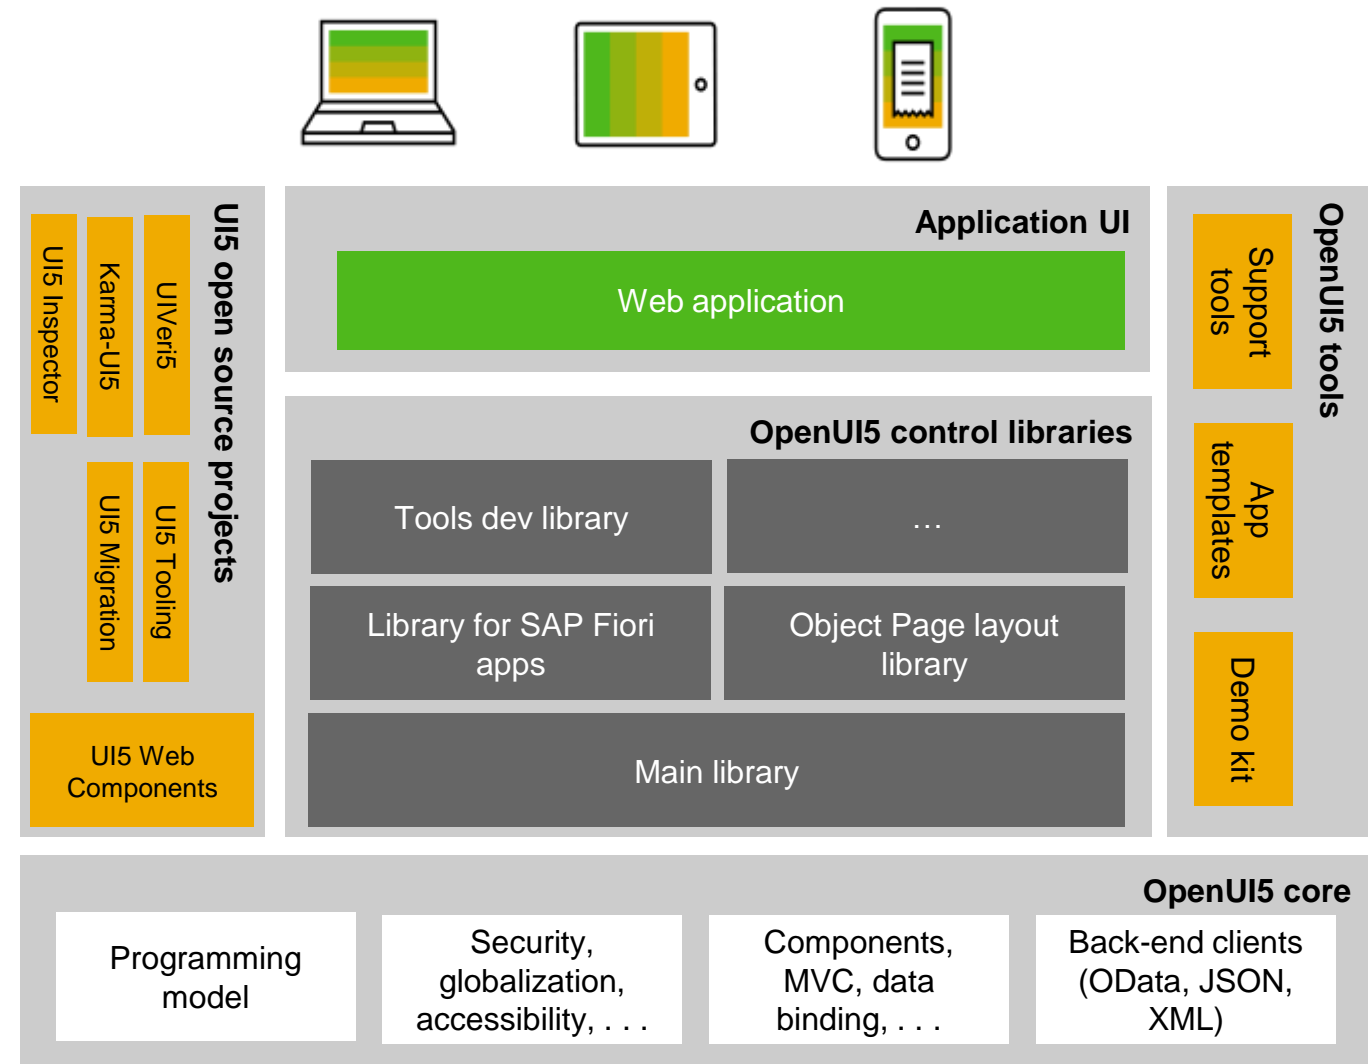 UI5 open source projects
UI5 Inspector
Karma-UI5
UIVeri5
UI5 Migration
UI5 Tooling
UI5 Web
Components
Application UI
Web application
OpenUI5 control libraries
Tools dev library
…
Library for SAP Fiori
apps
Object Page layout
library
Main library
OpenUI5 tools
Support
tools
App
templates
Demo kit
OpenUI5 core
Programming
model
Security,
globalization,
accessibility, . . .
Components,
MVC, data
binding, . . .
Back-end clients
(OData, JSON,
XML)